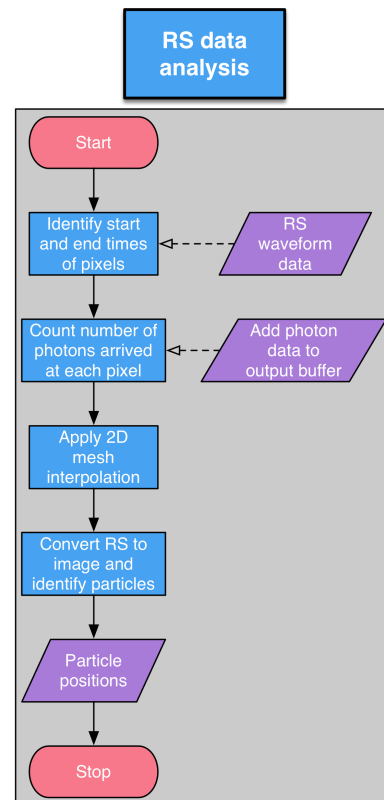 RS data
analysis
Start
Identify start
and end times
of pixels
RS
waveform
data
Count number of
photons arrived
at each pixel
Add photon
data to
output buffer
Apply 2D
mesh
interpolation
Convert RS to
image and
identify particles
Particle
positions
Stop